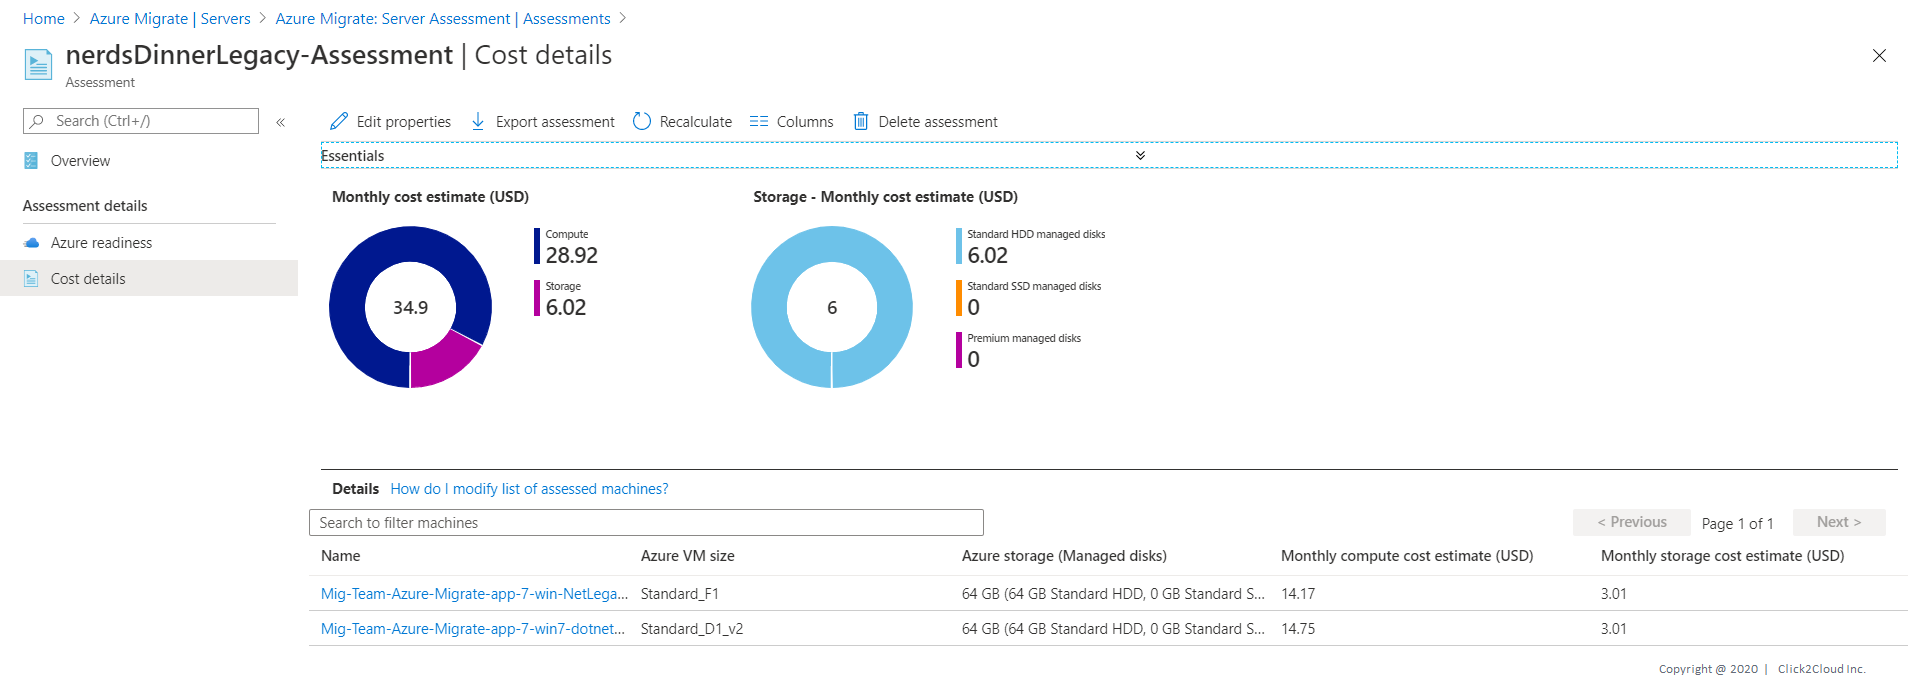 Home > Azure Migrate | Servers > Azure Migrate: Server Assessment | Assessments >
nerdsDinnerLegacy-Assessment | Cost details
Assessment
Search (Ctrl+/)
«
Overview
Assessment details
Azure readiness
Cost details
Edit properties
Export assessment
Recalculate
Columns
Delete assessment
Essentials
Monthly cost estimate (USD)
34.9
Compute
28.92
Storage
6.02
Storage - Monthly cost estimate (USD)
6
Standard HDD managed disks
6.02
Standard SSD managed disks
0
Premium managed disks
0
Details How do I modify list of assessed machines?
Search to filter machines
< Previous Page 1 of 1 Next >
Name Azure VM size Azure storage (Managed disks) Monthly compute cost estimate (USD) Monthly storage cost estimate (USD)
Mig-Team-Azure-Migrate-app-7-win-NetLega... Standard_F1 64 GB (64 GB Standard HDD, 0 GB Standard S... 14.17 3.01
Mig-Team-Azure-Migrate-app-7-win7-dotnet... Standard_D1_v2 64 GB (64 GB Standard HDD, 0 GB Standard S... 14.75 3.01
Copyright @ 2020 | Click2Cloud Inc.